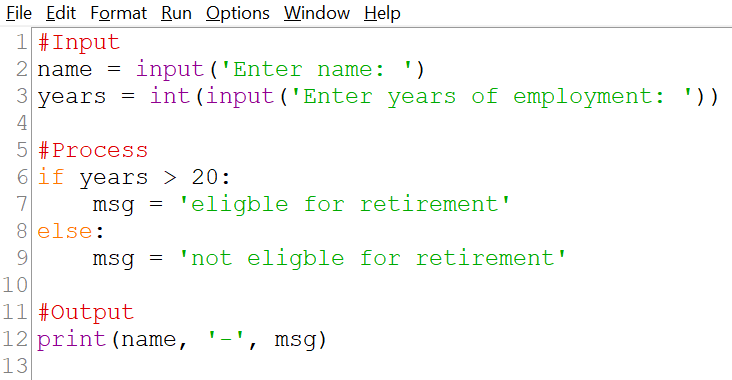 File Edit Format Run Options Window Help
1 #Input
2 name = input('Enter name: ')
3 years = int(input('Enter years of employment: '))
4
5 #Process
6 if years > 20:
7     msg = 'eligble for retirement'
8 else:
9     msg = 'not eligble for retirement'
10
11 #Output
12 print(name, '-', msg)
13